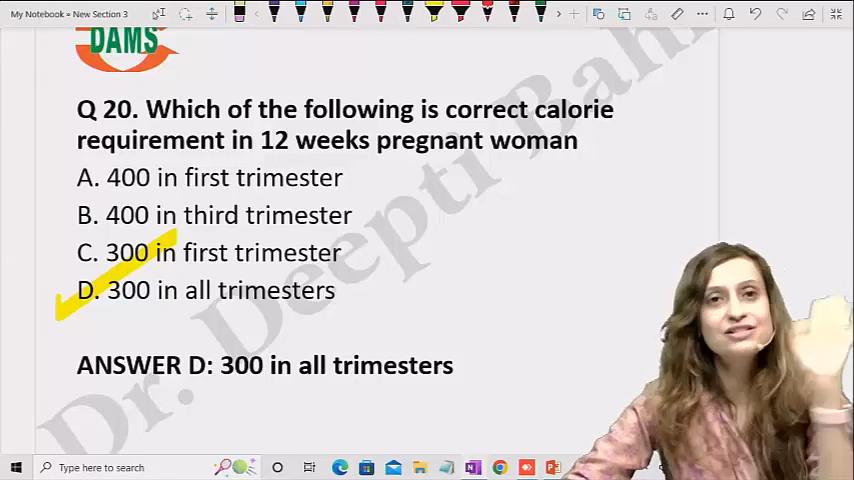 My Notebook » New Section 3
DAMS
Q 20. Which of the following is correct calorie
requirement in 12 weeks pregnant woman
A. 400 in first trimester
B. 400 in third trimester
C. 300 in first trimester
D. 300 in all trimesters
ANSWER D: 300 in all trimesters
Dr. Deepti Bahl
Type here to search